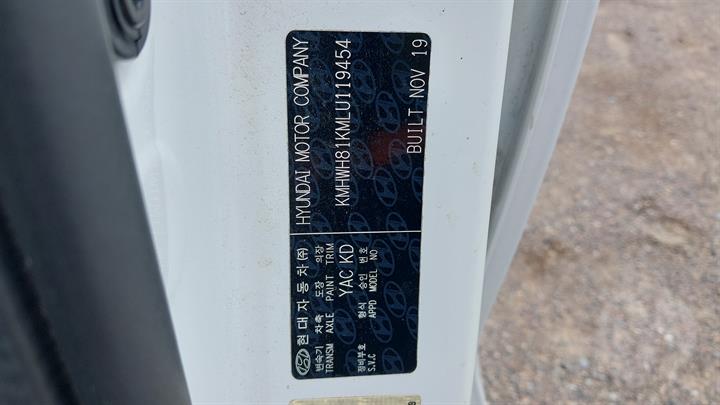 HYUNDAI MOTOR COMPANY
KMHWH81KMLU119454
BUILT NOV 19
현대자동차㈜
변속기 차축 도장 의장
TRANSM AXLE PAINT TRIM
YAC KD
형식 승인 번호
APPD MODEL NO
정비부호
S.V.C